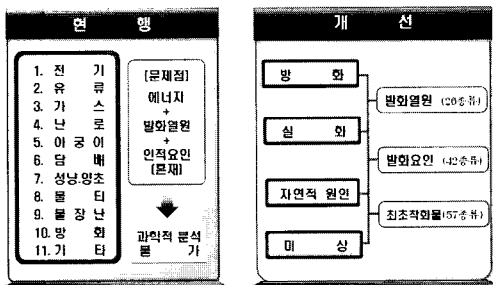 현 행
1. 전 기
2. 유 류
3. 가 스
4. 난 로
5. 아 궁 이
6. 담 배
7. 성냥.양초
8. 불 티
9. 불 장 난
10. 방 화
11. 기 타
[문제점]
에너지
+
발화열원
+
인적요인
[혼재]
과학적 분석
불 가
개 선
방 화
실 화
자연적 원인
미 상
발화열원 (26종류)
발화요인 (42종류)
최초착화물(57종류)